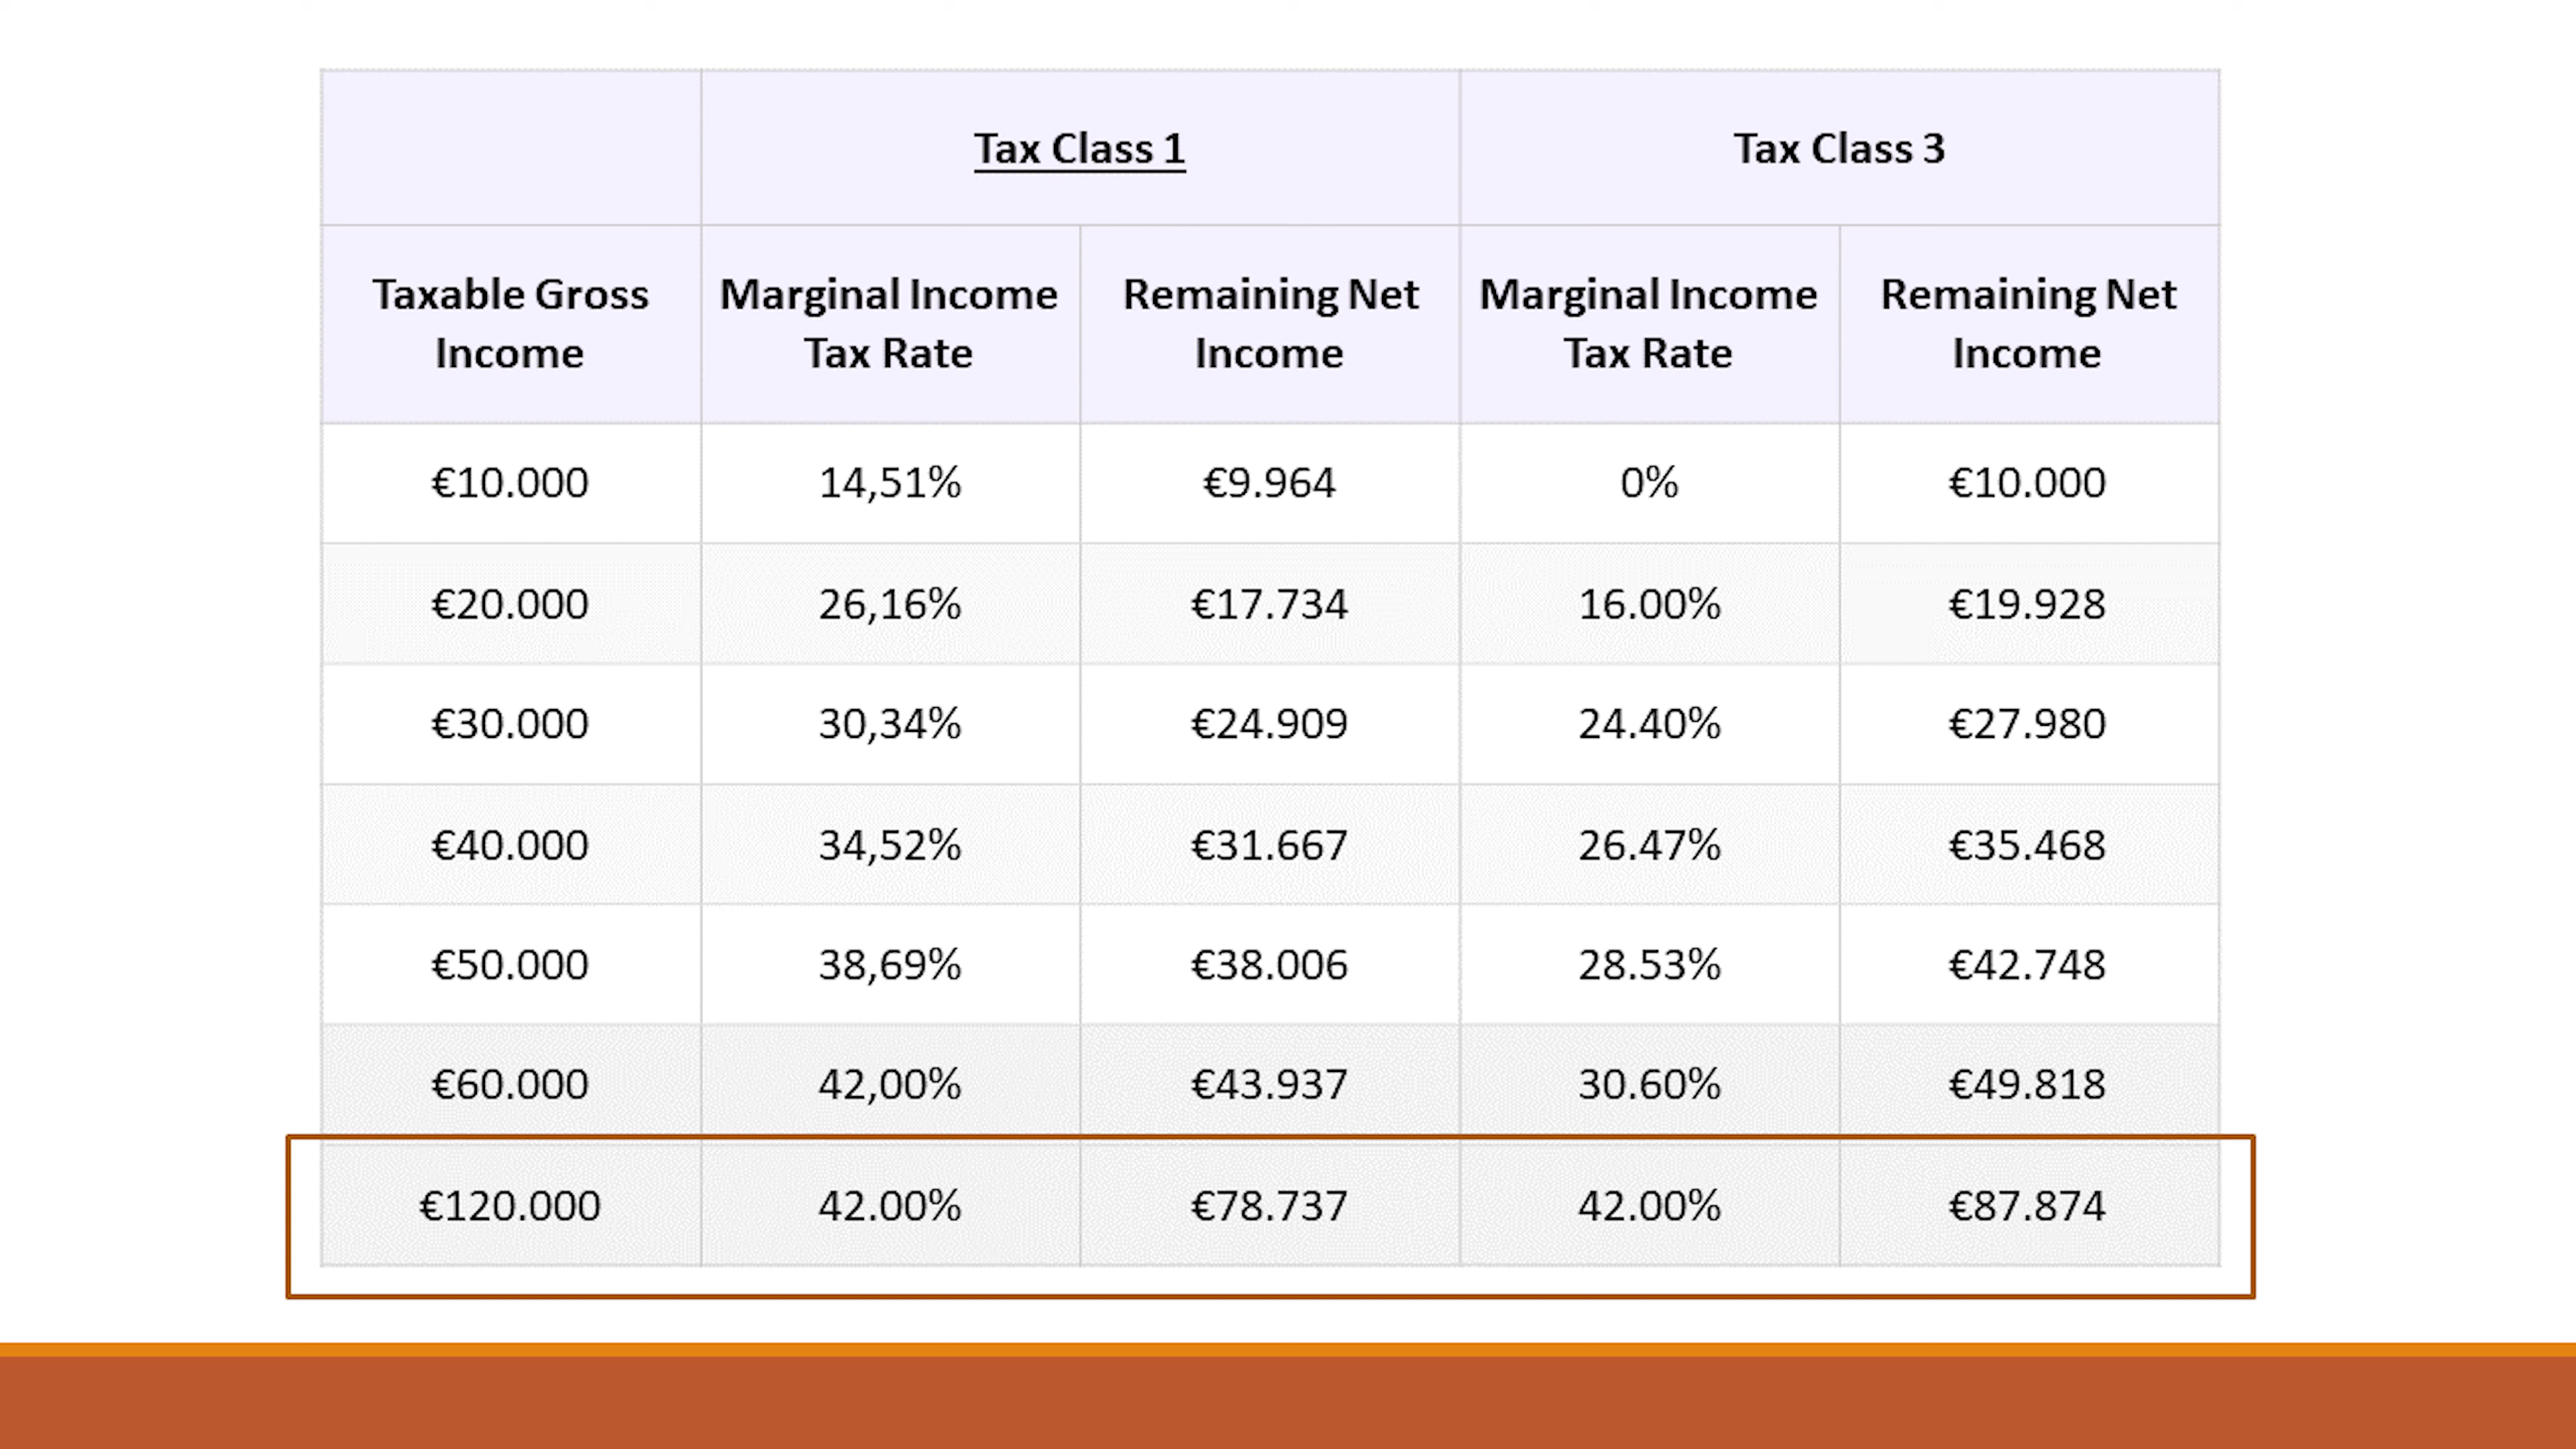 Tax Class 1
Tax Class 3
Taxable Gross
Income
Marginal Income
Tax Rate
Remaining Net
Income
Marginal Income
Tax Rate
Remaining Net
Income
€10.000 14,51% €9.964 0% €10.000
€20.000 26,16% €17.734 16.00% €19.928
€30.000 30,34% €24.909 24.40% €27.980
€40.000 34,52% €31.667 26.47% €35.468
€50.000 38,69% €38.006 28.53% €42.748
€60.000 42,00% €43.937 30.60% €49.818
€120.000 42.00% €78.737 42.00% €87.874